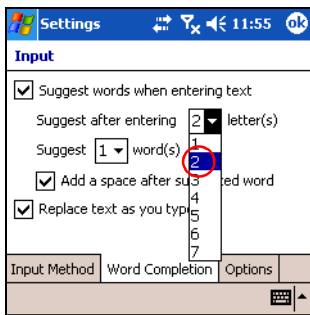 Settings 11:55 ok
Input
Suggest words when entering text
Suggest after entering 2 letter(s)
Suggest 1 word(s)
1
2
Add a space after su 3 ted word
4
Replace text as you type 5
6
7
Input Method Word Completion Options